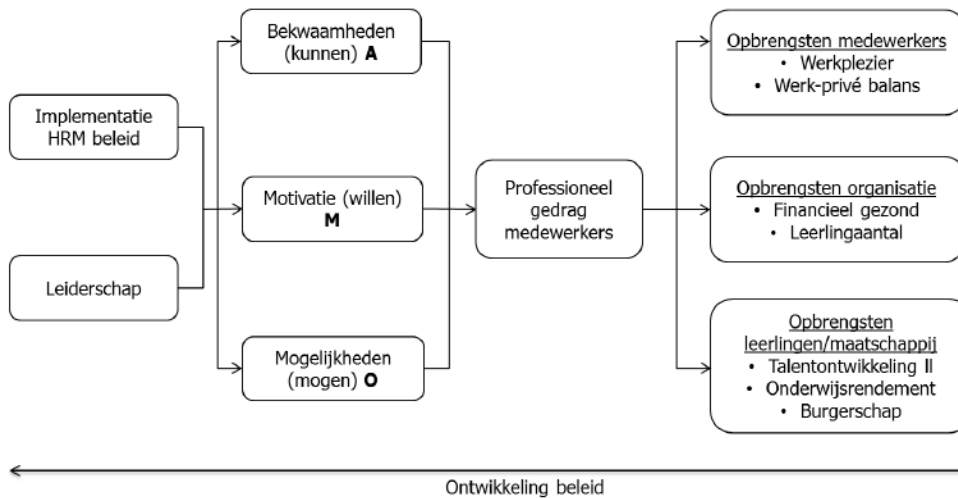 Implementatie
HRM beleid
Leiderschap
Bekwaamheden
(kunnen) A
Motivatie (willen)
M
Mogelijkheden
(mogen) O
Professioneel
gedrag
medewerkers
Opbrengsten medewerkers
• Werkplezier
• Werk-privé balans
Opbrengsten organisatie
• Financieel gezond
• Leerlingaantal
Opbrengsten
leerlingen/maatschappij
• Talentontwikkeling ll
• Onderwijsrendement
• Burgerschap
Ontwikkeling beleid